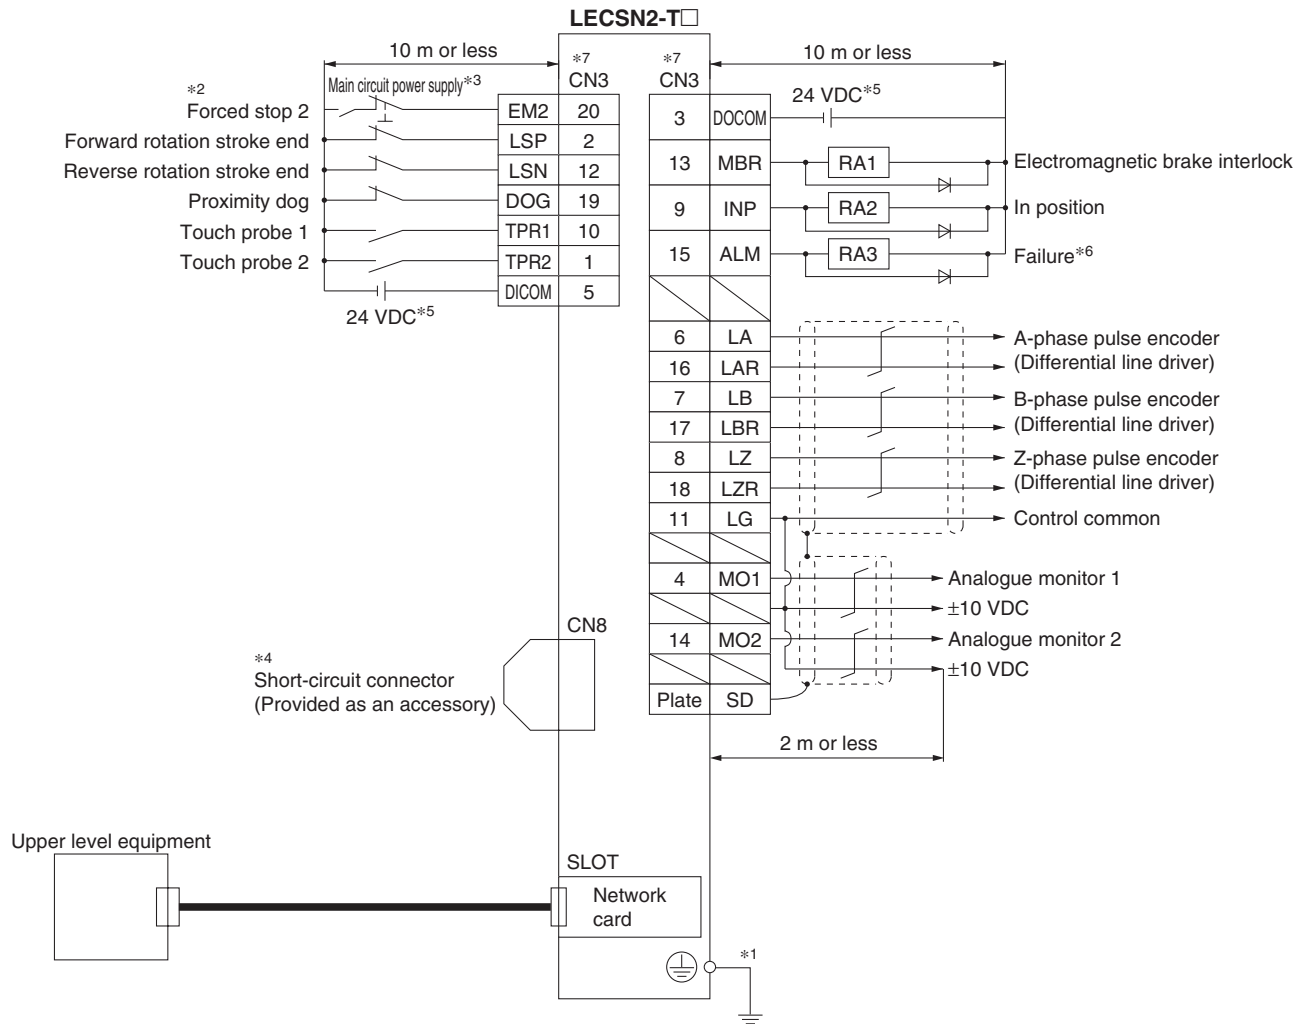 LECSN2-T□
10 m or less
*7
CN3
*7
CN3
10 m or less
*2
Forced stop 2
Main circuit power supply*3
EM2 20
Forward rotation stroke end
LSP 2
Reverse rotation stroke end
LSN 12
Proximity dog
DOG 19
Touch probe 1
TPR1 10
Touch probe 2
TPR2 1
DICOM 5
24 VDC*5
3 DOCOM
24 VDC*5
13 MBR
RA1
Electromagnetic brake interlock
9 INP
RA2
In position
15 ALM
RA3
Failure*6
6 LA
A-phase pulse encoder
(Differential line driver)
16 LAR
7 LB
B-phase pulse encoder
(Differential line driver)
17 LBR
8 LZ
Z-phase pulse encoder
(Differential line driver)
18 LZR
11 LG
Control common
4 MO1
Analogue monitor 1
±10 VDC
14 MO2
Analogue monitor 2
±10 VDC
Plate SD
2 m or less
CN8
*4
Short-circuit connector
(Provided as an accessory)
Upper level equipment
SLOT
Network
card
*1